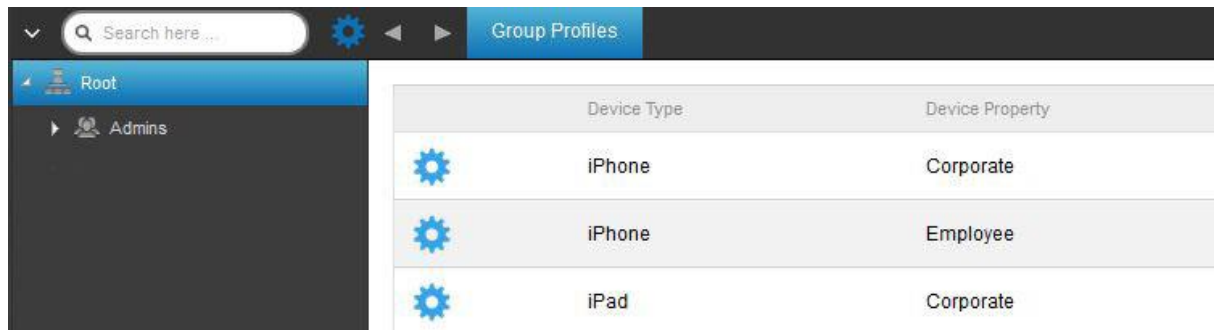 Search here ...
Group Profiles
Root
Admins
Device Type Device Property
iPhone Corporate
iPhone Employee
iPad Corporate